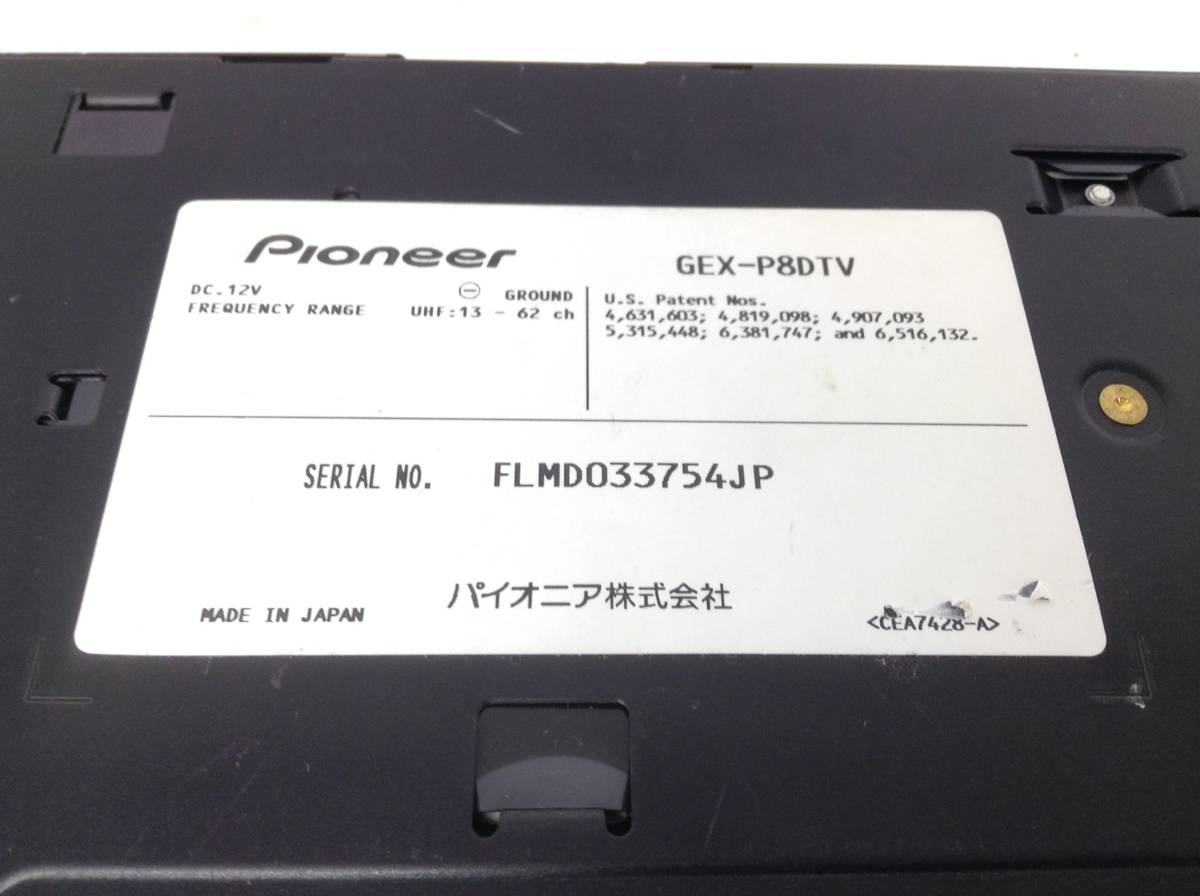 Pioneer
GEX-P8DTV
DC.12V ⊖ GROUND
FREQUENCY RANGE UHF:13 - 62 ch
U.S. Patent Nos.
4,631,603; 4,819,098; 4,907,093
5,315,448; 6,381,747; and 6,516,132.
SERIAL NO. FLMD033754JP
パイオニア株式会社
MADE IN JAPAN
<CEA7428-A>